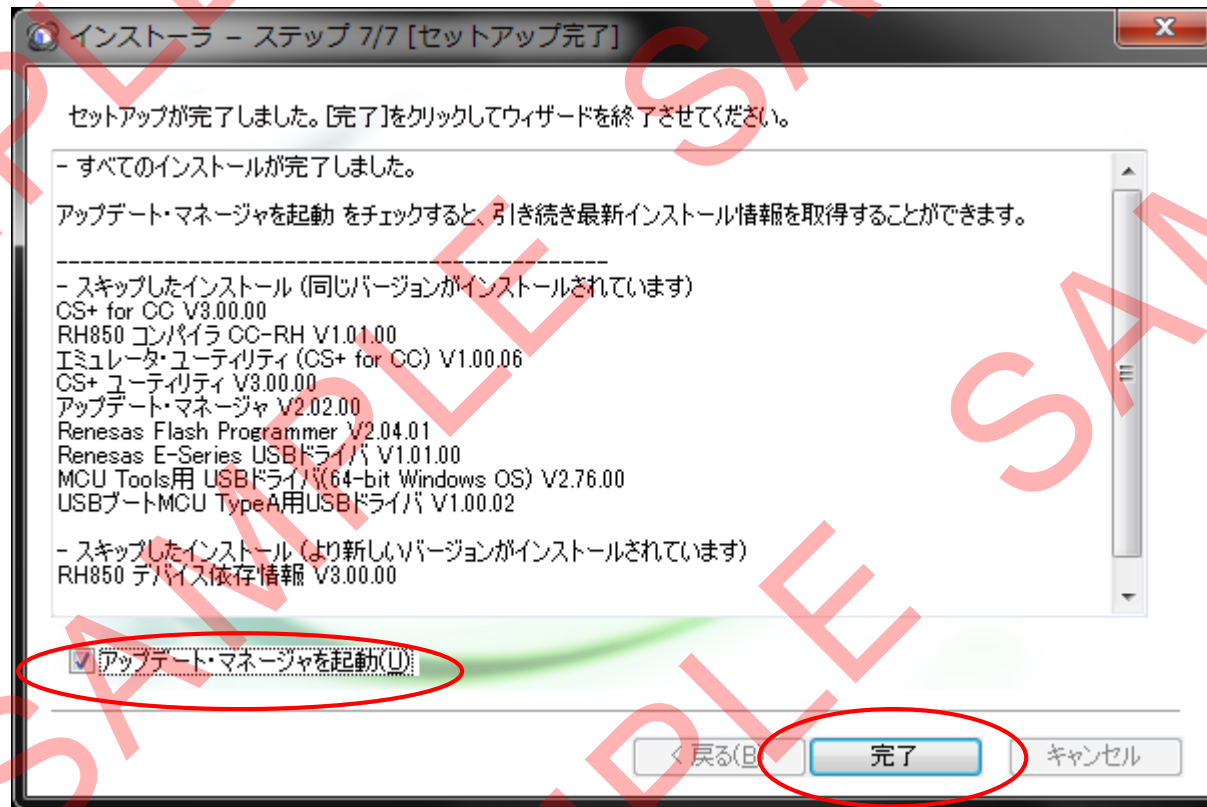 インストーラ - ステップ 7/7 [セットアップ完了]
セットアップが完了しました。[完了]をクリックしてウィザードを終了させてください。
- すべてのインストールが完了しました。
アップデート・マネージャを起動 をチェックすると、引き続き最新インストール情報を取得することができます。
----------------------------------------------
- スキップしたインストール (同じバージョンがインストールされています)
CS+ for CC V3.00.00
RH850 コンパイラ CC-RH V1.01.00
エミュレータ・ユーティリティ (CS+ for CC) V1.00.06
CS+ ユーティリティ V3.00.00
アップデート・マネージャ V2.02.00
Renesas Flash Programmer V2.04.01
Renesas E-Series USBドライバ V1.01.00
MCU Tools用 USBドライバ(64-bit Windows OS) V2.76.00
USBブートMCU TypeA用USBドライバ V1.00.02
- スキップしたインストール (より新しいバージョンがインストールされています)
RH850 デバイス依存情報 V3.00.00
アップデート・マネージャを起動(U)
< 戻る(B) 完了 キャンセル
SAMPLE SAMPLE